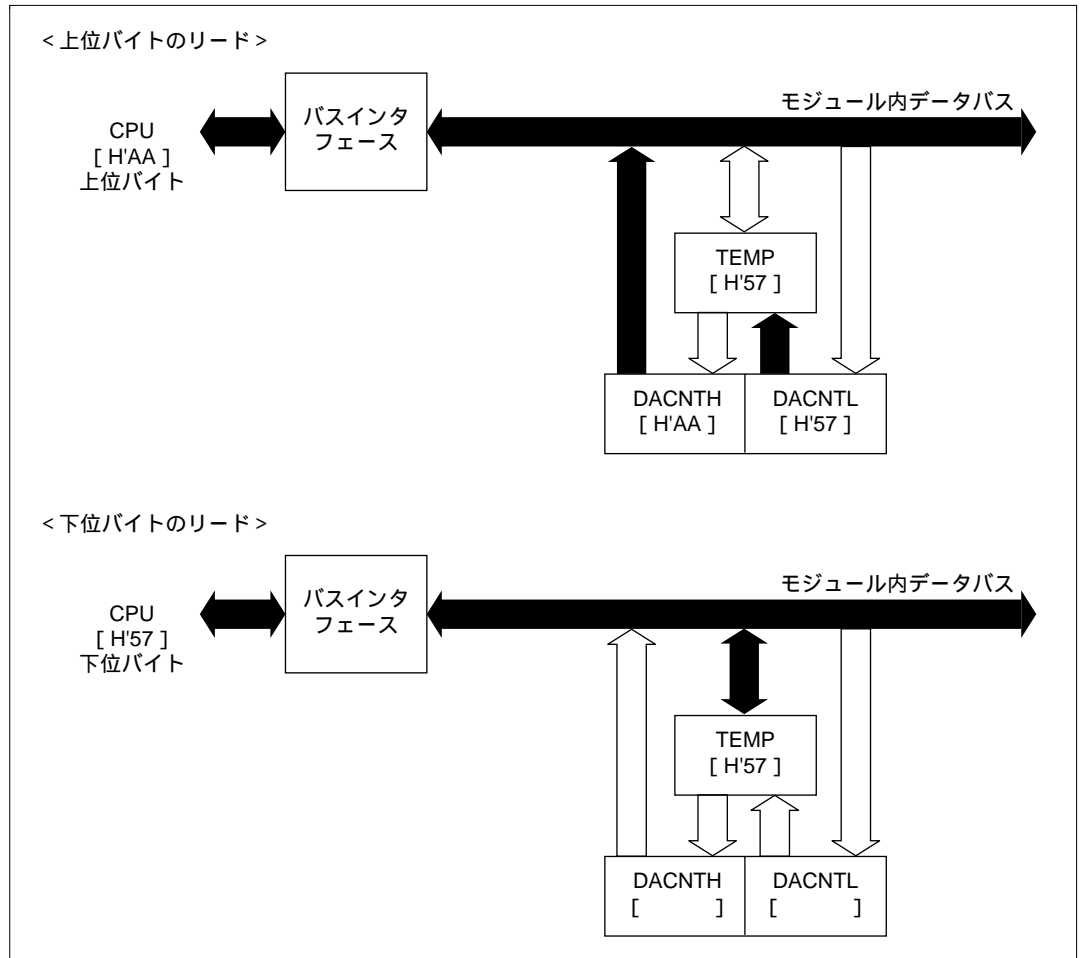 <上位バイトのリード>
モジュール内データバス
バスインタ
フェース
CPU
[ H'AA ]
上位バイト
TEMP
[ H'57 ]
DACNTH
[ H'AA ]
DACNTL
[ H'57 ]
<下位バイトのリード>
モジュール内データバス
バスインタ
フェース
CPU
[ H'57 ]
下位バイト
TEMP
[ H'57 ]
DACNTH
[ ]
DACNTL
[ ]